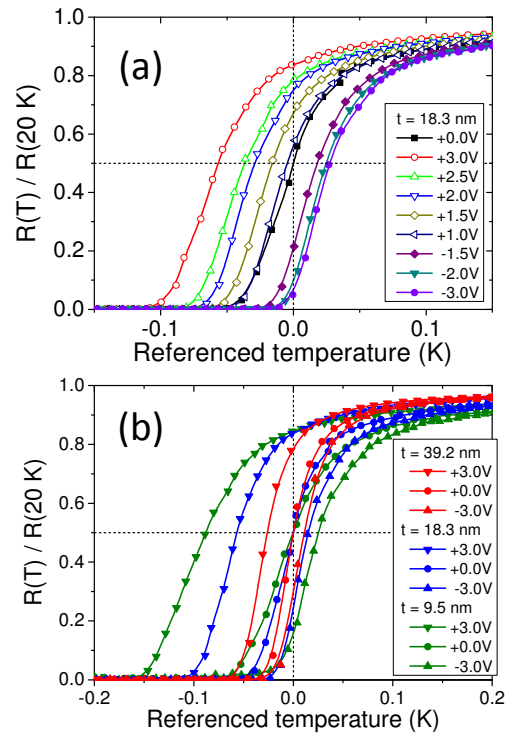 (a)
1.0
0.8
0.6
0.4
0.2
0.0
R(T) / R(20 K)
t = 18.3 nm
+0.0V
+3.0V
+2.5V
+2.0V
+1.5V
+1.0V
-1.5V
-2.0V
-3.0V
-0.1 0.0 0.1
Referenced temperature (K)
(b)
1.0
0.8
0.6
0.4
0.2
0.0
R(T) / R(20 K)
t = 39.2 nm
+3.0V
+0.0V
-3.0V
t = 18.3 nm
+3.0V
+0.0V
-3.0V
t = 9.5 nm
+3.0V
+0.0V
-3.0V
-0.2 -0.1 0.0 0.1 0.2
Referenced temperature (K)